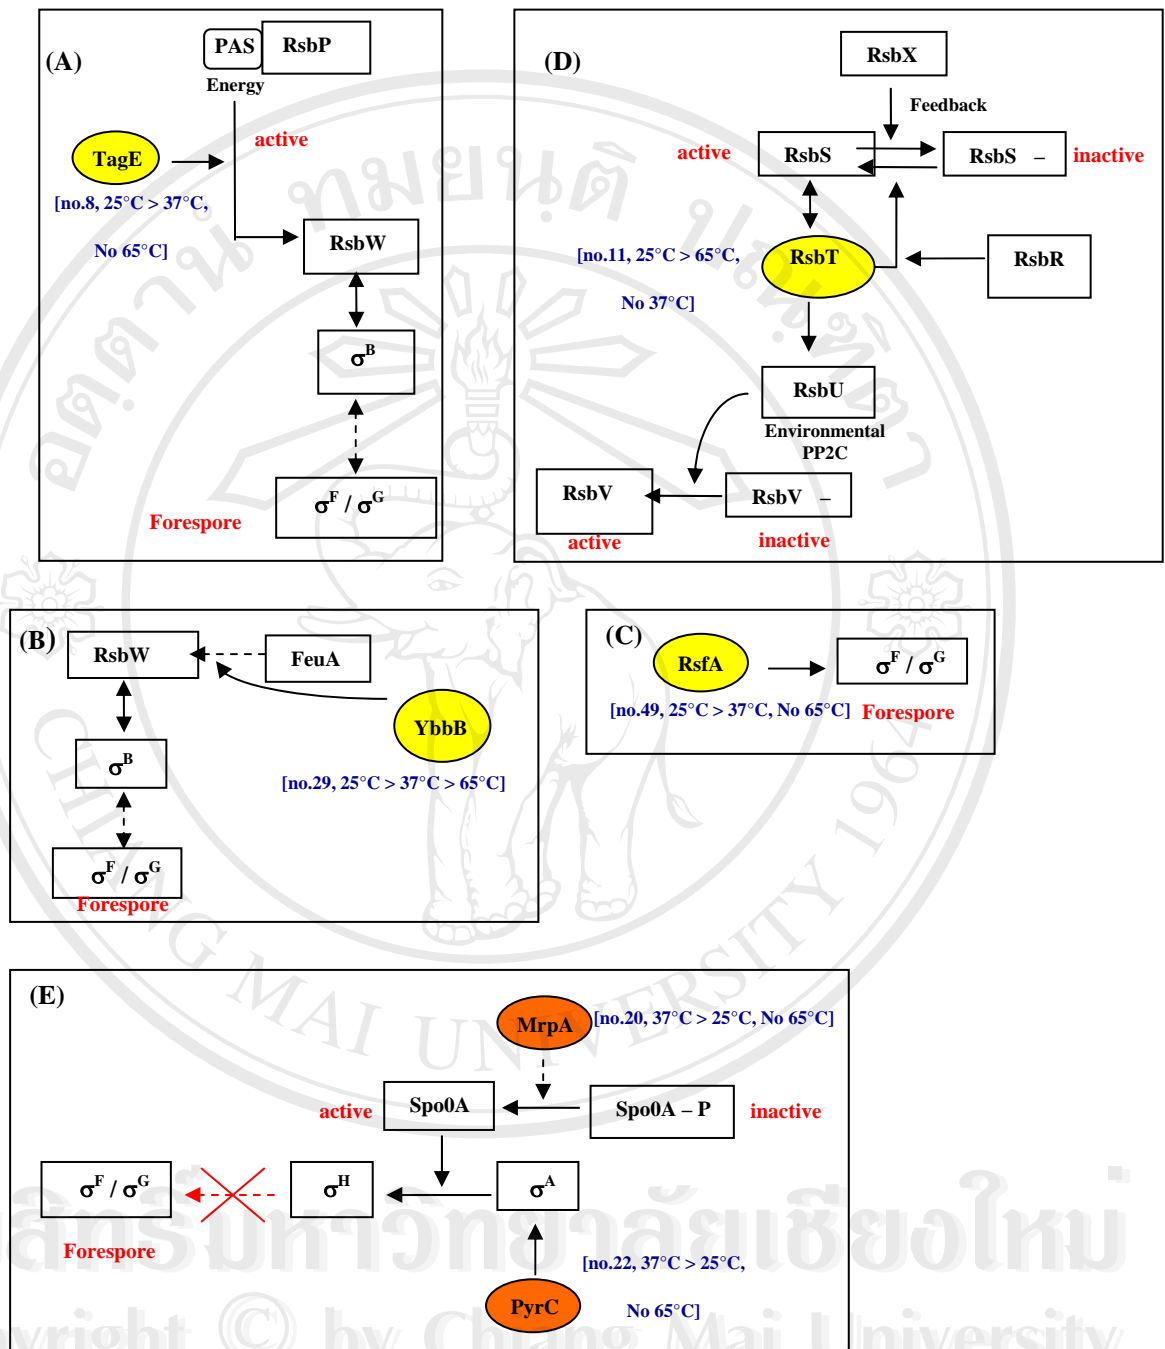 (A)
PAS RsbP
Energy
active
TagE
[no.8, 25°C > 37°C,
No 65°C]
RsbW
σB
σF / σG
Forespore
(D)
RsbX
Feedback
active RsbS RsbS – inactive
[no.11, 25°C > 65°C,
No 37°C]
RsbT
RsbR
RsbU
Environmental
PP2C
RsbV RsbV –
active inactive
(B)
RsbW FeuA
YbbB
[no.29, 25°C > 37°C > 65°C]
σB
σF / σG
Forespore
(C)
RsfA σF / σG
[no.49, 25°C > 37°C, No 65°C] Forespore
(E)
MrpA [no.20, 37°C > 25°C, No 65°C]
active Spo0A Spo0A – P inactive
σF / σG σH σA
Forespore
[no.22, 37°C > 25°C,
No 65°C]
PyrC
CHIANG MAI UNIVERSITY 1964